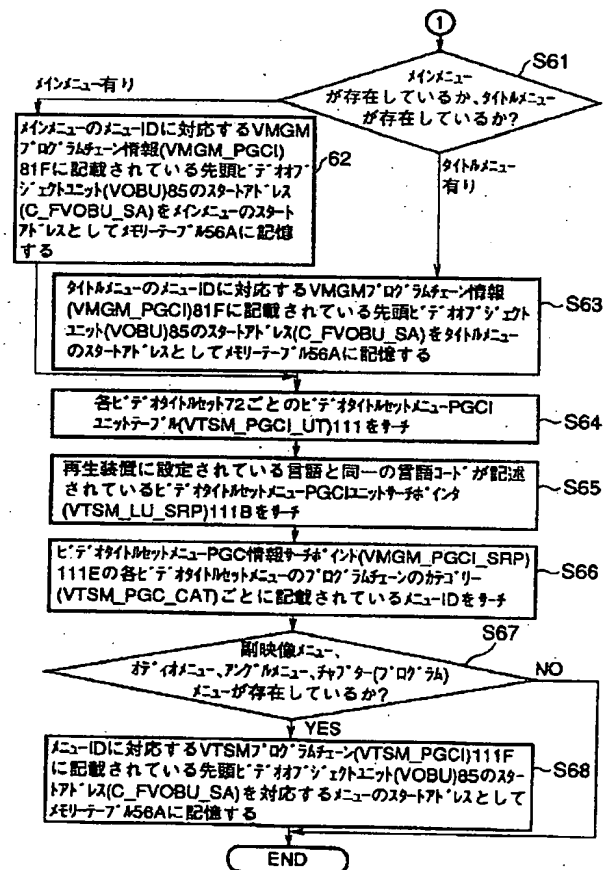 1
S61
メインメニュー
が存在しているか、タイトルメニュー
が存在しているか?
メインメニュー有り
タイトルメニュー
有り
62
メインメニューのメニューIDに対応するVMGM
プログラムチェーン情報(VMGM_PGCI)
81Fに記載されている先頭ビデオオブ
ジェクトユニット(VOBU)85のスタートアドレス
(C_FVOBU_SA)をメインメニューのスタート
アドレスとしてメモリーテーブル56Aに記憶
する
タイトルメニューのメニューIDに対応するVMGMプログラムチェーン情報
(VMGM_PGCI)81Fに記載されている先頭ビデオオブジェクト
ユニット(VOBU)85のスタートアドレス(C_FVOBU_SA)をタイトルメニュー
のスタートアドレスとしてメモリーテーブル56Aに記憶する
S63
各ビデオタイトルセット72ごとのビデオタイトルセットメニューPGCI
ユニットテーブル(VTSM_PGCI_UT)111をサーチ
S64
再生装置に設定されている言語と同一の言語コードが記述
されているビデオタイトルセットメニューPGCIユニットサーチポインタ
(VTSM_LU_SRP)111Bをサーチ
S65
ビデオタイトルセットメニューPGC情報サーチポイント(VMGM_PGCI_SRP)
111Eの各ビデオタイトルセットメニューのプログラムチェーンのカテゴリー
(VTSM_PGC_CAT)ごとに記載されているメニューIDをサーチ
S66
S67
副映像メニュー、
オディオメニュー、アングルメニュー、チャプター(プログラム)
メニューが存在しているか?
NO
YES
メニューIDに対応するVTSMプログラムチェーン(VTSM_PGCI)111F
に記載されている先頭ビデオオブジェクトユニット(VOBU)85のスター
トアドレス(C_FVOBU_SA)を対応するメニューのスタートアドレスとして
メモリーテーブル56Aに記憶する
S68
END